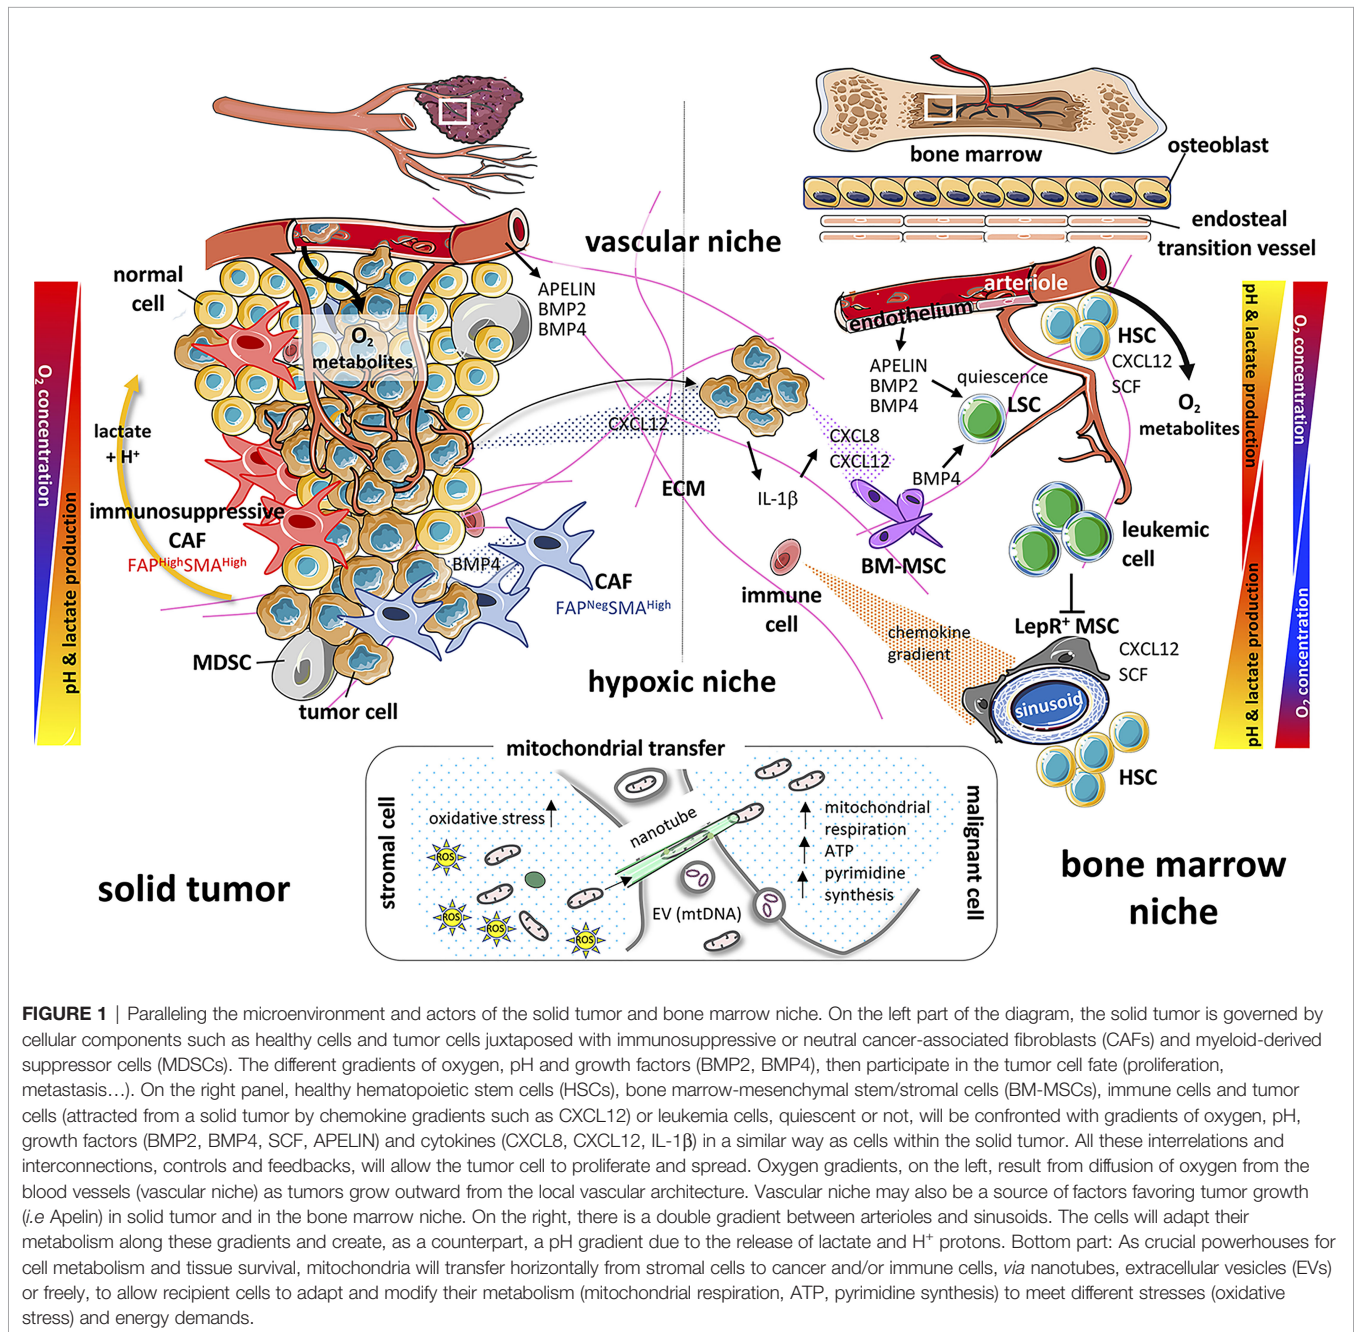 bone marrow
osteoblast
endosteal
transition vessel
vascular niche
normal
cell
APELIN
BMP2
BMP4
O₂
metabolites
O₂ concentration
pH & lactate production
lactate
+ H⁺
immunosuppressive
CAF
FAPᴴⁱᵍʰSMAᴴⁱᵍʰ
CXCL12
ECM
BMP4
CAF
FAPᴺᵉᵍSMAᴴⁱᵍʰ
MDSC
tumor cell
hypoxic niche
arteriole
endothelium
APELIN
BMP2
BMP4
quiescence
LSC
HSC
CXCL12
SCF
O₂
metabolites
CXCL8
CXCL12
IL-1β
BMP4
BM-MSC
immune
cell
chemokine
gradient
leukemic
cell
LepR⁺ MSC
CXCL12
SCF
sinusoid
HSC
pH & lactate production
O₂ concentration
pH & lactate production
O₂ concentration
solid tumor
bone marrow
niche
mitochondrial transfer
stromal cell
oxidative stress
ROS
ROS
ROS
ROS
nanotube
EV (mtDNA)
mitochondrial
respiration
ATP
pyrimidine
synthesis
malignant cell
FIGURE 1 | Paralleling the microenvironment and actors of the solid tumor and bone marrow niche. On the left part of the diagram, the solid tumor is governed by
cellular components such as healthy cells and tumor cells juxtaposed with immunosuppressive or neutral cancer-associated fibroblasts (CAFs) and myeloid-derived
suppressor cells (MDSCs). The different gradients of oxygen, pH and growth factors (BMP2, BMP4), then participate in the tumor cell fate (proliferation,
metastasis…). On the right panel, healthy hematopoietic stem cells (HSCs), bone marrow-mesenchymal stem/stromal cells (BM-MSCs), immune cells and tumor
cells (attracted from a solid tumor by chemokine gradients such as CXCL12) or leukemia cells, quiescent or not, will be confronted with gradients of oxygen, pH,
growth factors (BMP2, BMP4, SCF, APELIN) and cytokines (CXCL8, CXCL12, IL-1β) in a similar way as cells within the solid tumor. All these interrelations and
interconnections, controls and feedbacks, will allow the tumor cell to proliferate and spread. Oxygen gradients, on the left, result from diffusion of oxygen from the
blood vessels (vascular niche) as tumors grow outward from the local vascular architecture. Vascular niche may also be a source of factors favoring tumor growth
(i.e Apelin) in solid tumor and in the bone marrow niche. On the right, there is a double gradient between arterioles and sinusoids. The cells will adapt their
metabolism along these gradients and create, as a counterpart, a pH gradient due to the release of lactate and H⁺ protons. Bottom part: As crucial powerhouses for
cell metabolism and tissue survival, mitochondria will transfer horizontally from stromal cells to cancer and/or immune cells, via nanotubes, extracellular vesicles (EVs)
or freely, to allow recipient cells to adapt and modify their metabolism (mitochondrial respiration, ATP, pyrimidine synthesis) to meet different stresses (oxidative
stress) and energy demands.